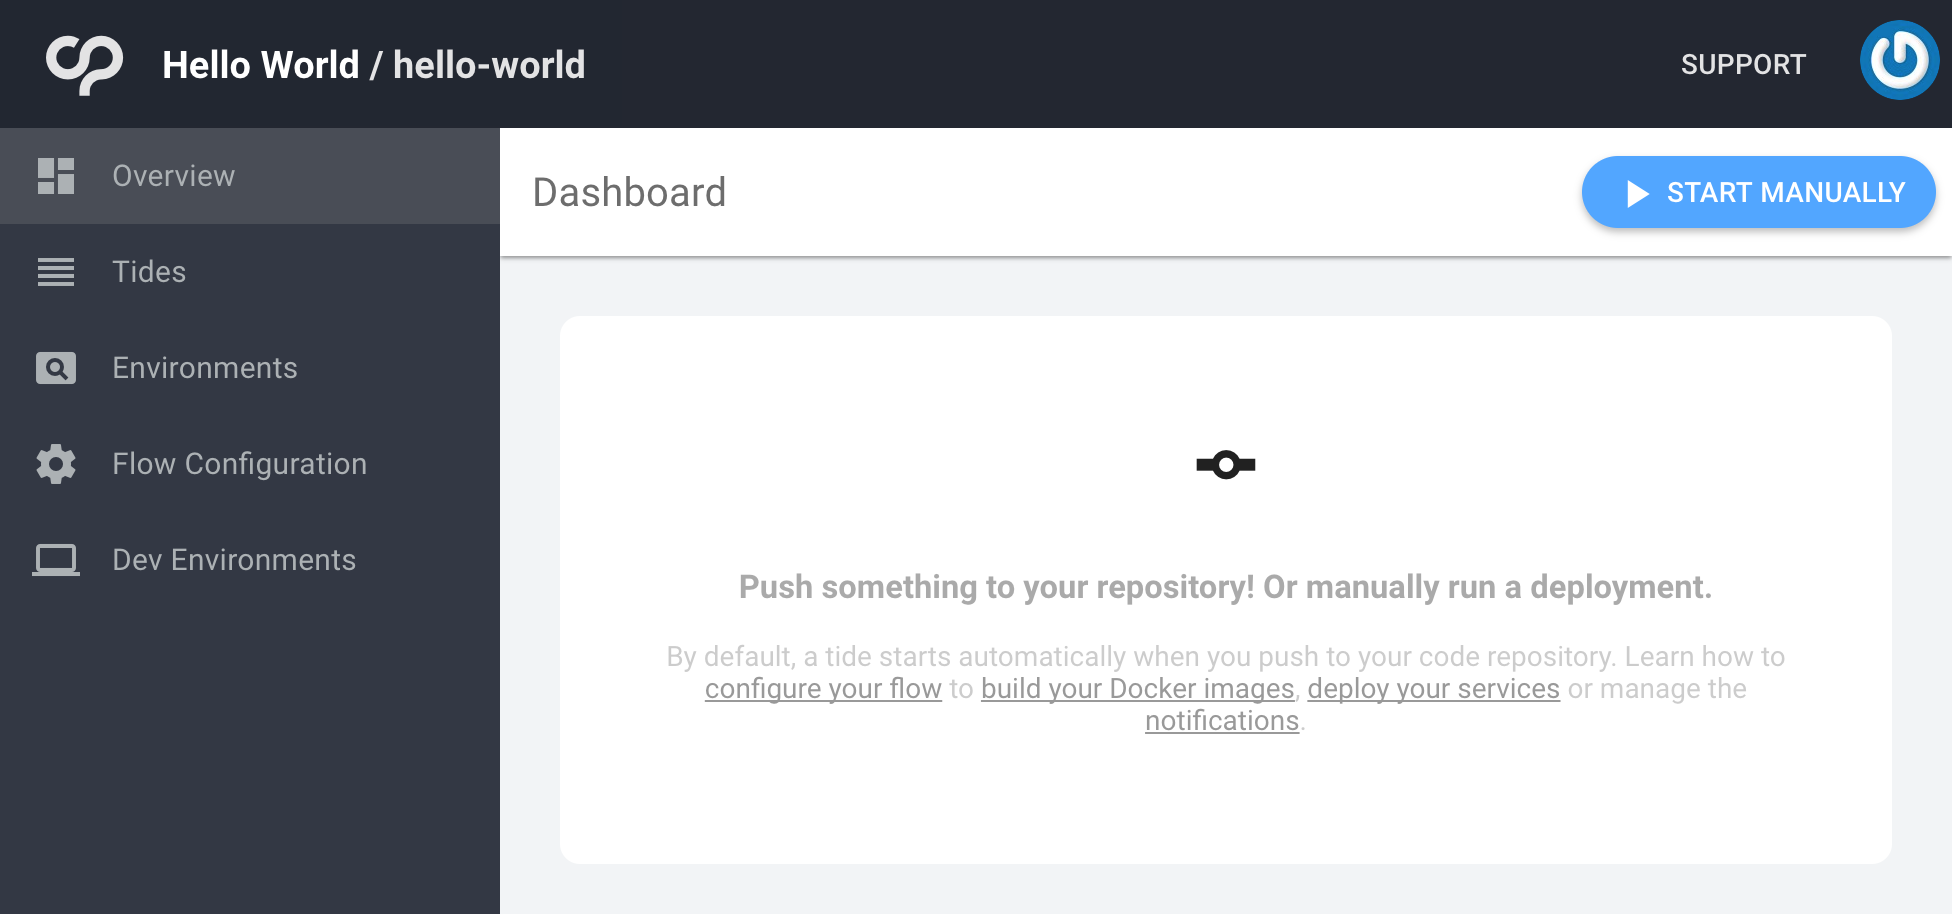 Hello World / hello-world
SUPPORT
Overview
Tides
Environments
Flow Configuration
Dev Environments
Dashboard
START MANUALLY
Push something to your repository! Or manually run a deployment.
By default, a tide starts automatically when you push to your code repository. Learn how to
configure your flow to build your Docker images, deploy your services or manage the
notifications.